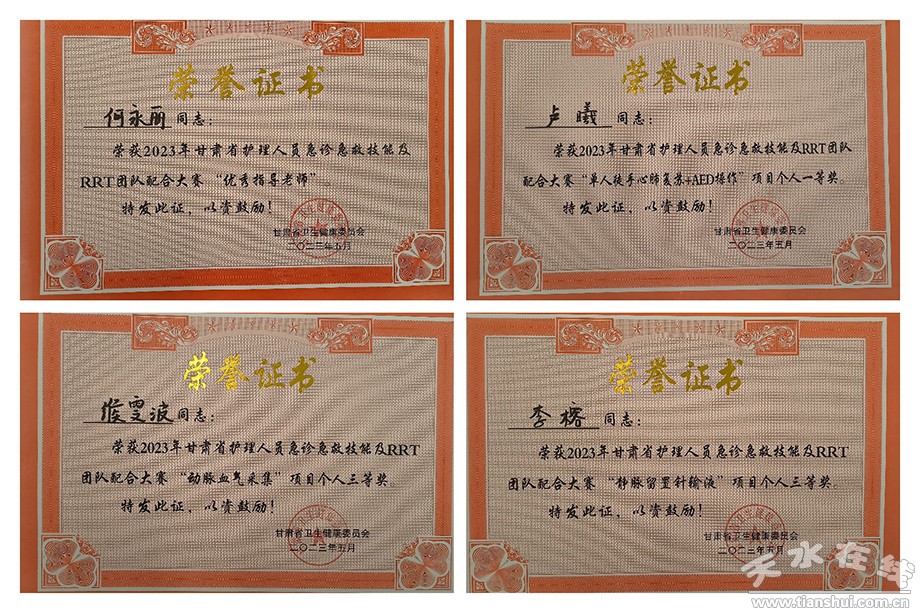 荣誉证书
何永丽 同志：
荣获2023年甘肃省护理人员急诊急救技能及
RRT团队配合大赛“优秀指导老师”。
特发此证，以资鼓励！
甘肃省卫生健康委员会
二〇二三年五月
荣誉证书
卢曦 同志：
荣获2023年甘肃省护理人员急诊急救技能及RRT团队
配合大赛“单人徒手心肺复苏+AED操作”项目个人一等奖。
特发此证，以资鼓励！
甘肃省卫生健康委员会
二〇二三年五月
荣誉证书
侯雯波 同志：
荣获2023年甘肃省护理人员急诊急救技能及RRT
团队配合大赛“动脉血气采集”项目个人三等奖。
特发此证，以资鼓励！
甘肃省卫生健康委员会
二〇二三年五月
荣誉证书
李榕 同志：
荣获2023年甘肃省护理人员急诊急救技能及RRT
团队配合大赛“静脉留置针输液”项目个人三等奖。
特发此证，以资鼓励！
甘肃省卫生健康委员会
二〇二三年五月
天水在线
www.tianshui.com.cn